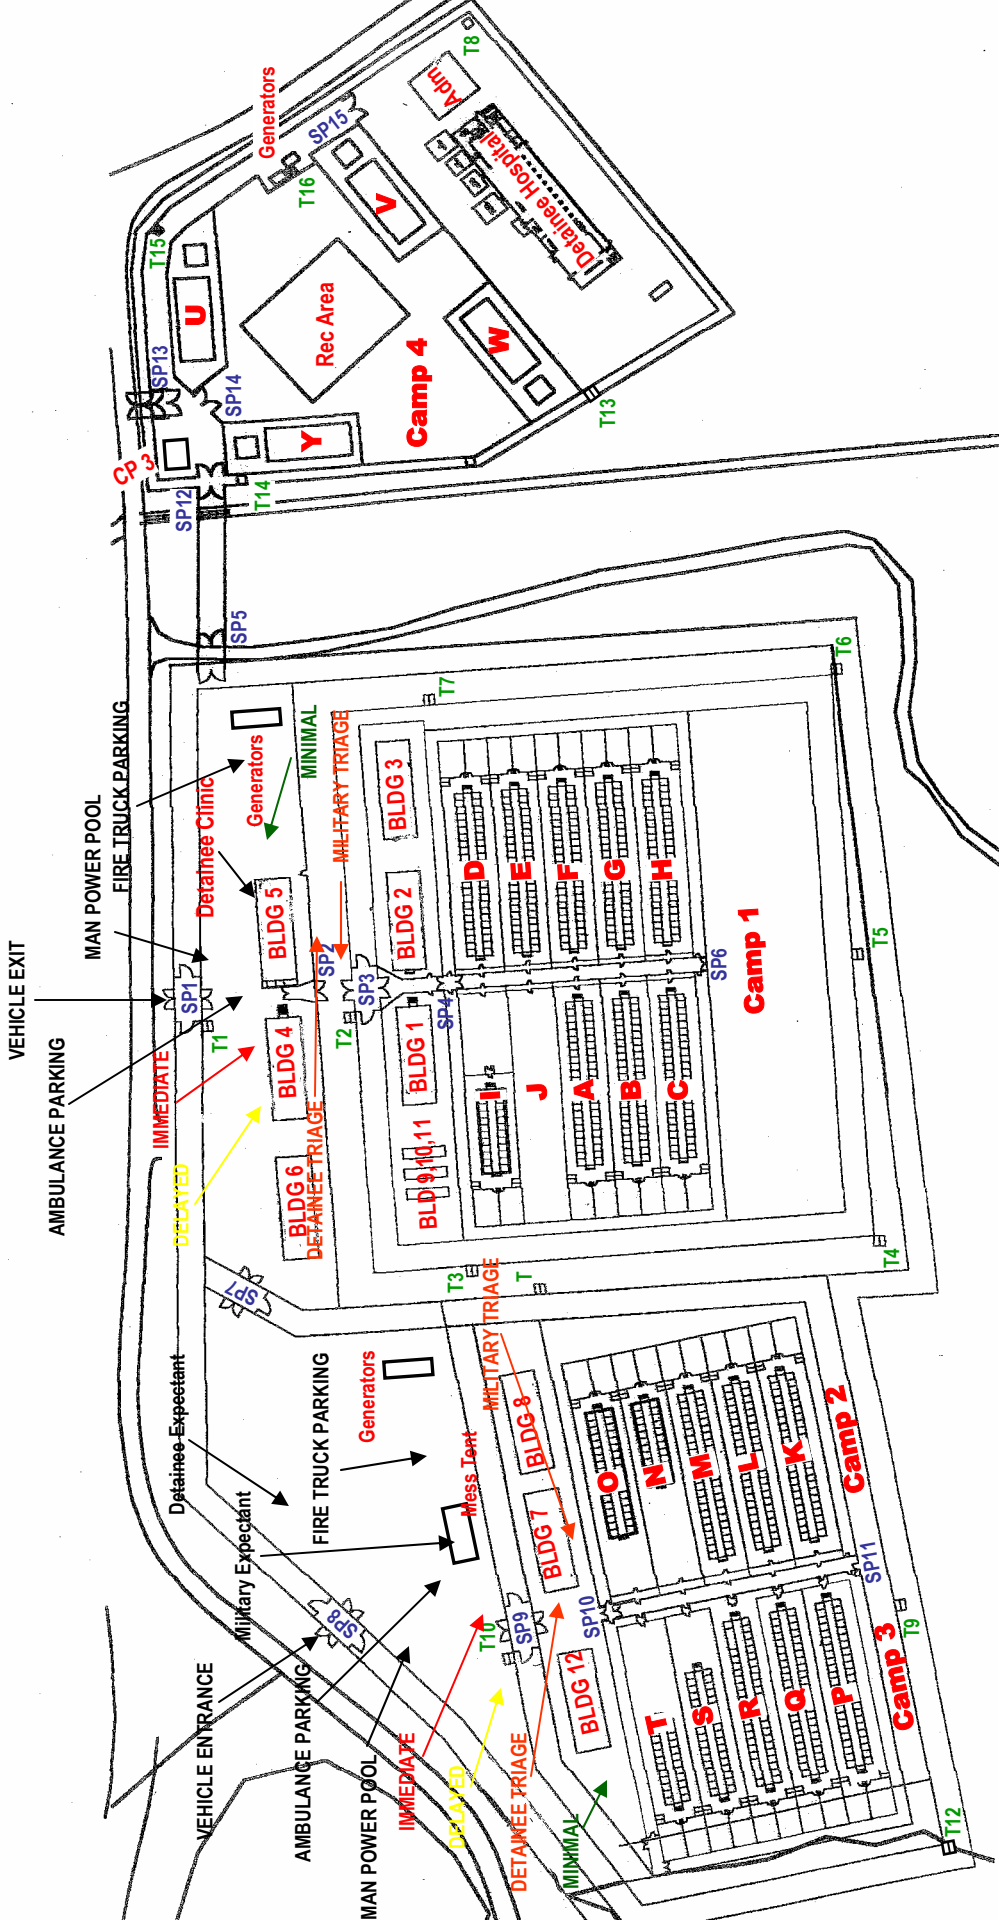 VEHICLE EXIT
AMBULANCE PARKING
MAN POWER POOL
FIRE TRUCK PARKING
IMMEDIATE
DELAYED
Detainee Clinic
Generators
MINIMAL
MILITARY TRIAGE
DETAINEE TRIAGE
SP1
T1
SP2
T2
SP3
SP4
SP5
SP6
SP7
BLDG 5
BLDG 4
BLDG 6
BLDG 3
BLDG 2
BLDG 1
BLD 9,10,11
T7
T6
T5
T4
T3
T
D
E
F
G
H
I
J
A
B
C
Camp 1
CP 3
SP12
SP13
SP14
SP15
T14
T15
T16
T8
T13
Generators
U
V
W
Y
Rec Area
Camp 4
Adm
Detainee Hospital
Detainee Expectant
Military Expectant
FIRE TRUCK PARKING
Generators
Mess Tent
MILITARY TRIAGE
VEHICLE ENTRANCE
AMBULANCE PARKING
MAN POWER POOL
IMMEDIATE
DELAYED
DETAINEE TRIAGE
MINIMAL
SP8
SP9
T10
SP10
SP11
BLDG 8
BLDG 7
BLDG 12
O
N
M
L
K
Camp 2
T
S
R
Q
P
Camp 3
T9
T12